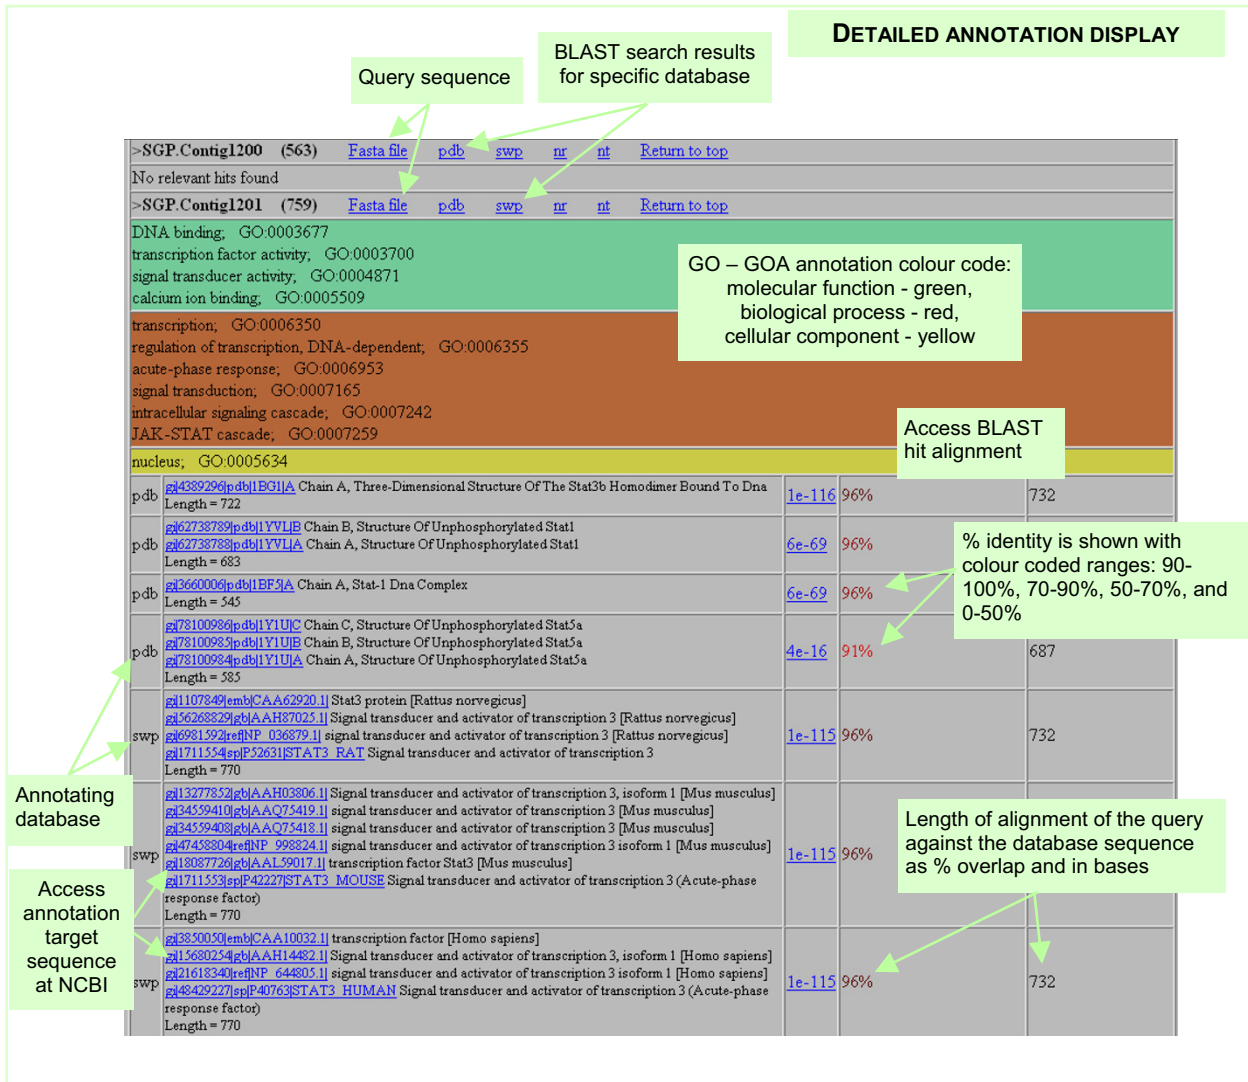 DETAILED ANNOTATION DISPLAY
BLAST search results
for specific database
Query sequence
>SGP.Contig1200 (563) Fasta file pdb swp nr nt Return to top
No relevant hits found
>SGP.Contig1201 (759) Fasta file pdb swp nr nt Return to top
DNA binding; GO:0003677
transcription factor activity; GO:0003700
signal transducer activity; GO:0004871
calcium ion binding; GO:0005509
GO – GOA annotation colour code:
molecular function - green,
biological process - red,
cellular component - yellow
transcription; GO:0006350
regulation of transcription, DNA-dependent; GO:0006355
acute-phase response; GO:0006953
signal transduction; GO:0007165
intracellular signaling cascade; GO:0007242
JAK-STAT cascade; GO:0007259
Access BLAST
hit alignment
nucleus; GO:0005634
pdb gi|4389296|pdb|1BG1|A Chain A, Three-Dimensional Structure Of The Stat3b Homodimer Bound To Dna
Length = 722
1e-116 96% 732
pdb gi|62738789|pdb|1YVL|B Chain B, Structure Of Unphosphorylated Stat1
gi|62738788|pdb|1YVL|A Chain A, Structure Of Unphosphorylated Stat1
Length = 683
6e-69 96%
% identity is shown with
colour coded ranges: 90-
100%, 70-90%, 50-70%, and
0-50%
pdb gi|3660006|pdb|1BF5|A Chain A, Stat-1 Dna Complex
Length = 545
6e-69 96%
pdb gi|78100986|pdb|1Y1U|C Chain C, Structure Of Unphosphorylated Stat5a
gi|78100985|pdb|1Y1U|B Chain B, Structure Of Unphosphorylated Stat5a
gi|78100984|pdb|1Y1U|A Chain A, Structure Of Unphosphorylated Stat5a
Length = 585
4e-16 91% 687
swp gi|1107849|emb|CAA62920.1| Stat3 protein [Rattus norvegicus]
gi|56268829|gb|AAH87025.1| Signal transducer and activator of transcription 3 [Rattus norvegicus]
gi|6981592|ref|NP_036879.1| signal transducer and activator of transcription 3 [Rattus norvegicus]
gi|1711554|sp|P52631|STAT3_RAT Signal transducer and activator of transcription 3
Length = 770
1e-115 96% 732
Annotating
database
swp gi|13277852|gb|AAH03806.1| Signal transducer and activator of transcription 3, isoform 1 [Mus musculus]
gi|34559410|gb|AAQ75419.1| signal transducer and activator of transcription 3 [Mus musculus]
gi|34559408|gb|AAQ75418.1| signal transducer and activator of transcription 3 [Mus musculus]
gi|47458804|ref|NP_998824.1| signal transducer and activator of transcription 3 isoform 1 [Mus musculus]
gi|18087726|gb|AAL59017.1| transcription factor Stat3 [Mus musculus]
gi|1711553|sp|P42227|STAT3_MOUSE Signal transducer and activator of transcription 3 (Acute-phase
response factor)
Length = 770
1e-115 96%
Length of alignment of the query
against the database sequence
as % overlap and in bases
Access
annotation
target
sequence
at NCBI
swp gi|3850050|emb|CAA10032.1| transcription factor [Homo sapiens]
gi|15680254|gb|AAH14482.1| Signal transducer and activator of transcription 3, isoform 1 [Homo sapiens]
gi|21618340|ref|NP_644805.1| signal transducer and activator of transcription 3 isoform 1 [Homo sapiens]
gi|48429227|sp|P40763|STAT3_HUMAN Signal transducer and activator of transcription 3 (Acute-phase
response factor)
Length = 770
1e-115 96% 732